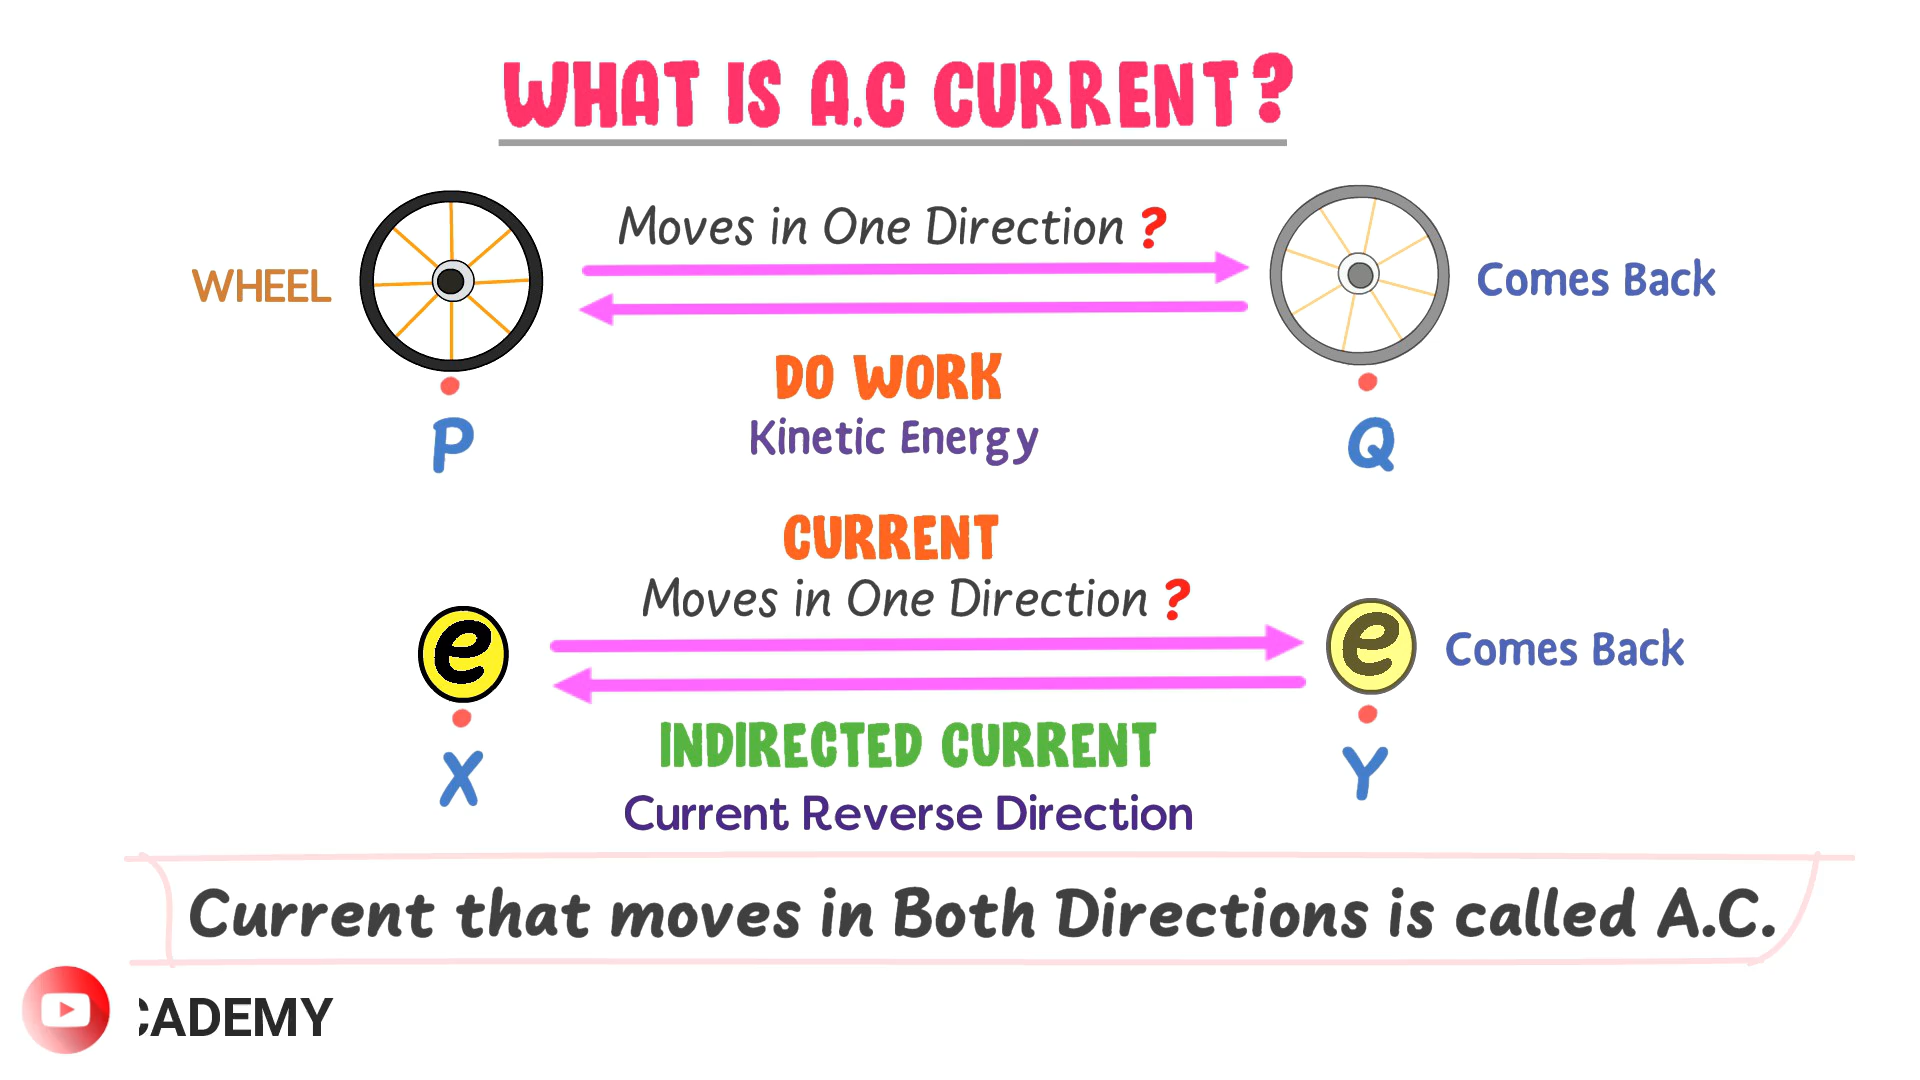 WHAT IS A.C CURRENT?
Moves in One Direction ?
WHEEL
Comes Back
DO WORK
Kinetic Energy
P
Q
CURRENT
Moves in One Direction ?
e
e
Comes Back
INDIRECTED CURRENT
X
Y
Current Reverse Direction
Current that moves in Both Directions is called A.C.
CADEMY